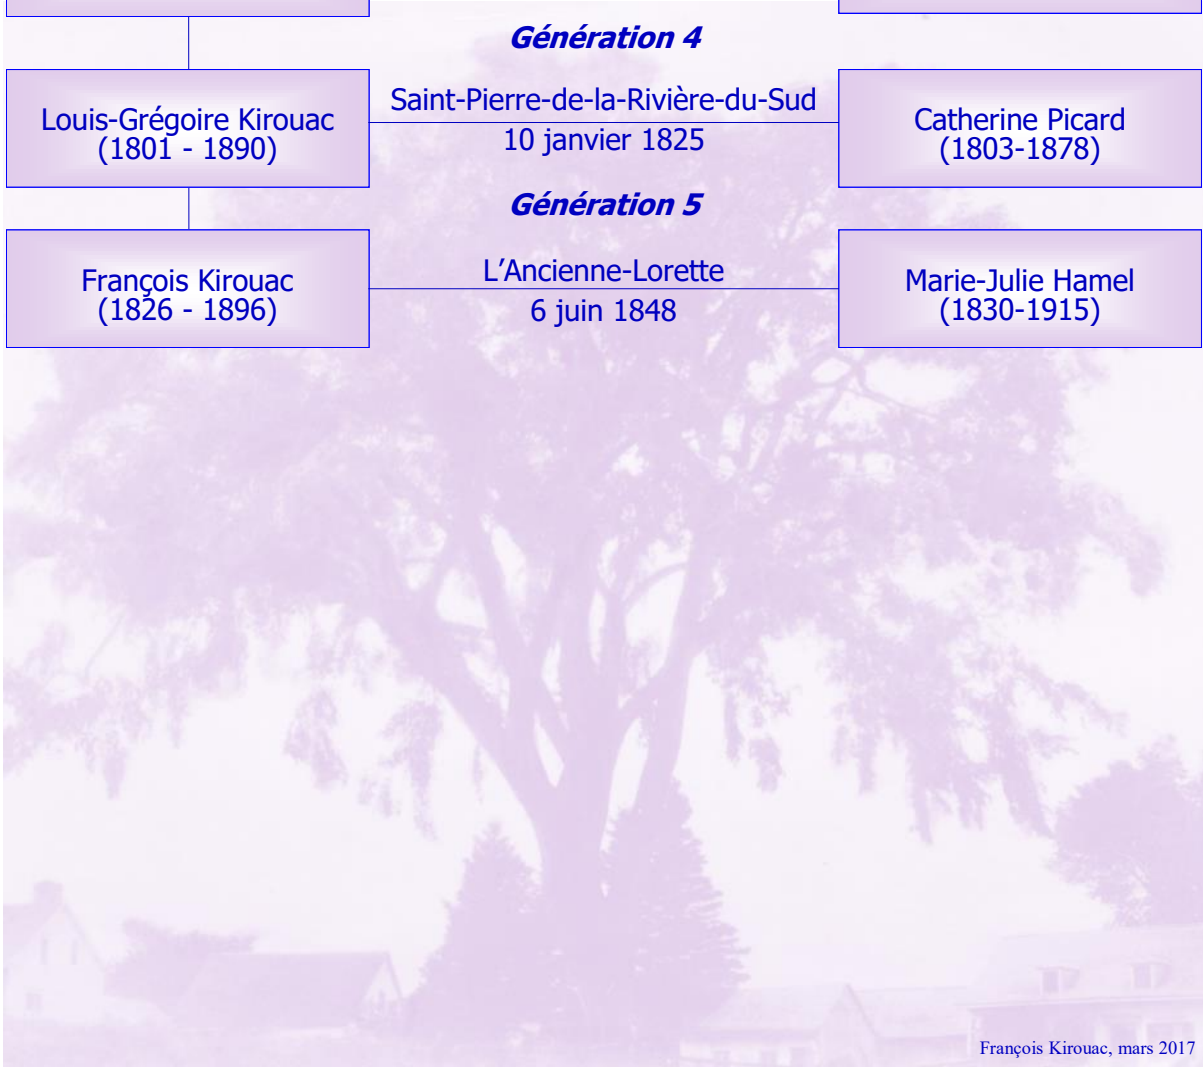 Génération 4
Louis-Grégoire Kirouac
(1801 - 1890)
Saint-Pierre-de-la-Rivière-du-Sud
10 janvier 1825
Catherine Picard
(1803-1878)
Génération 5
François Kirouac
(1826 - 1896)
L'Ancienne-Lorette
6 juin 1848
Marie-Julie Hamel
(1830-1915)
François Kirouac, mars 2017